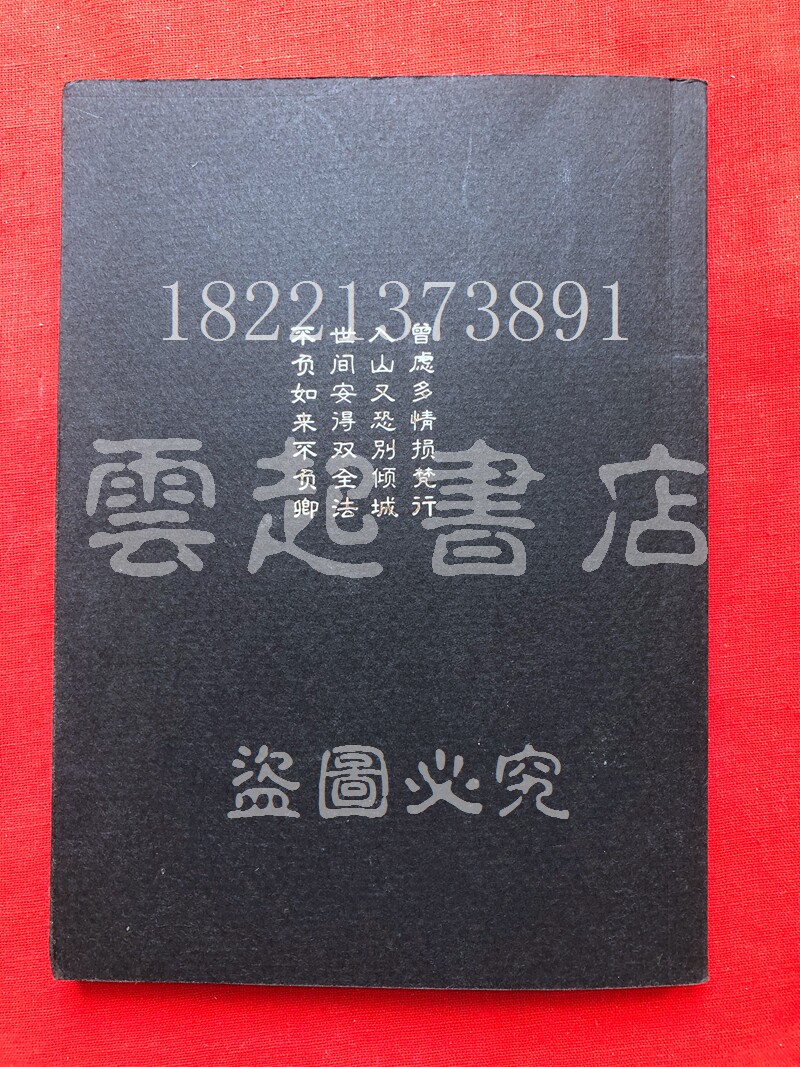 18221373891
曾虑多情损梵行
入山又恐别倾城
世间安得双全法
不负如来不负卿
雲起書店
盜圖必究